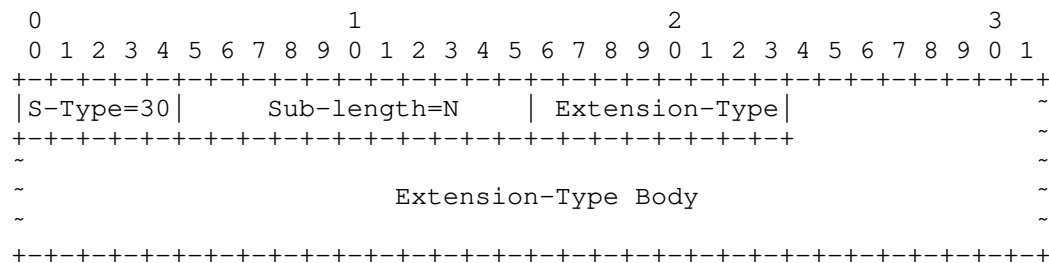 0                   1                   2                   3
 0 1 2 3 4 5 6 7 8 9 0 1 2 3 4 5 6 7 8 9 0 1 2 3 4 5 6 7 8 9 0 1
+-+-+-+-+-+-+-+-+-+-+-+-+-+-+-+-+-+-+-+-+-+-+-+-+-+-+-+-+-+-+-+-+
|S-Type=30|     Sub-length=N    | Extension-Type|               ~
+-+-+-+-+-+-+-+-+-+-+-+-+-+-+-+-+-+-+-+-+-+-+-+-+               ~
~                                                               ~
~                       Extension-Type Body                     ~
~                                                               ~
+-+-+-+-+-+-+-+-+-+-+-+-+-+-+-+-+-+-+-+-+-+-+-+-+-+-+-+-+-+-+-+-+